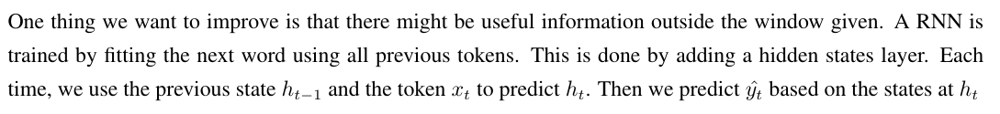 One thing we want to improve is that there might be useful information outside the window given. A RNN is
trained by fitting the next word using all previous tokens. This is done by adding a hidden states layer. Each
time, we use the previous state $h_{t-1}$ and the token $x_t$ to predict $h_t$. Then we predict $\hat{y}_t$ based on the states at $h_t$